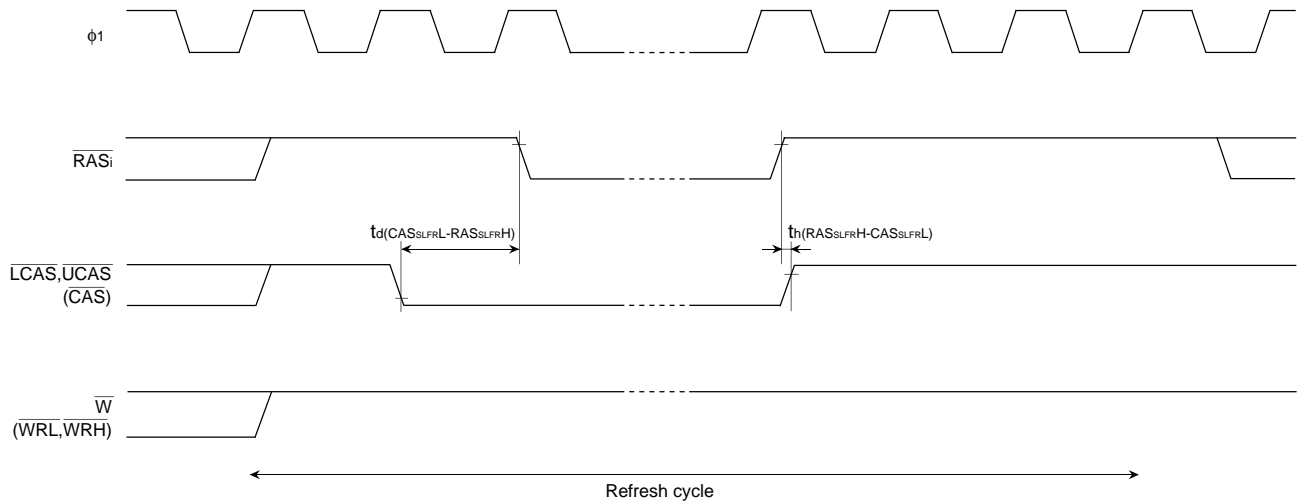 ϕ1
RASi
td(CASSLFRL-RASSLFRH)
th(RASSLFRH-CASSLFRL)
LCAS,UCAS
(CAS)
W
(WRL,WRH)
Refresh cycle